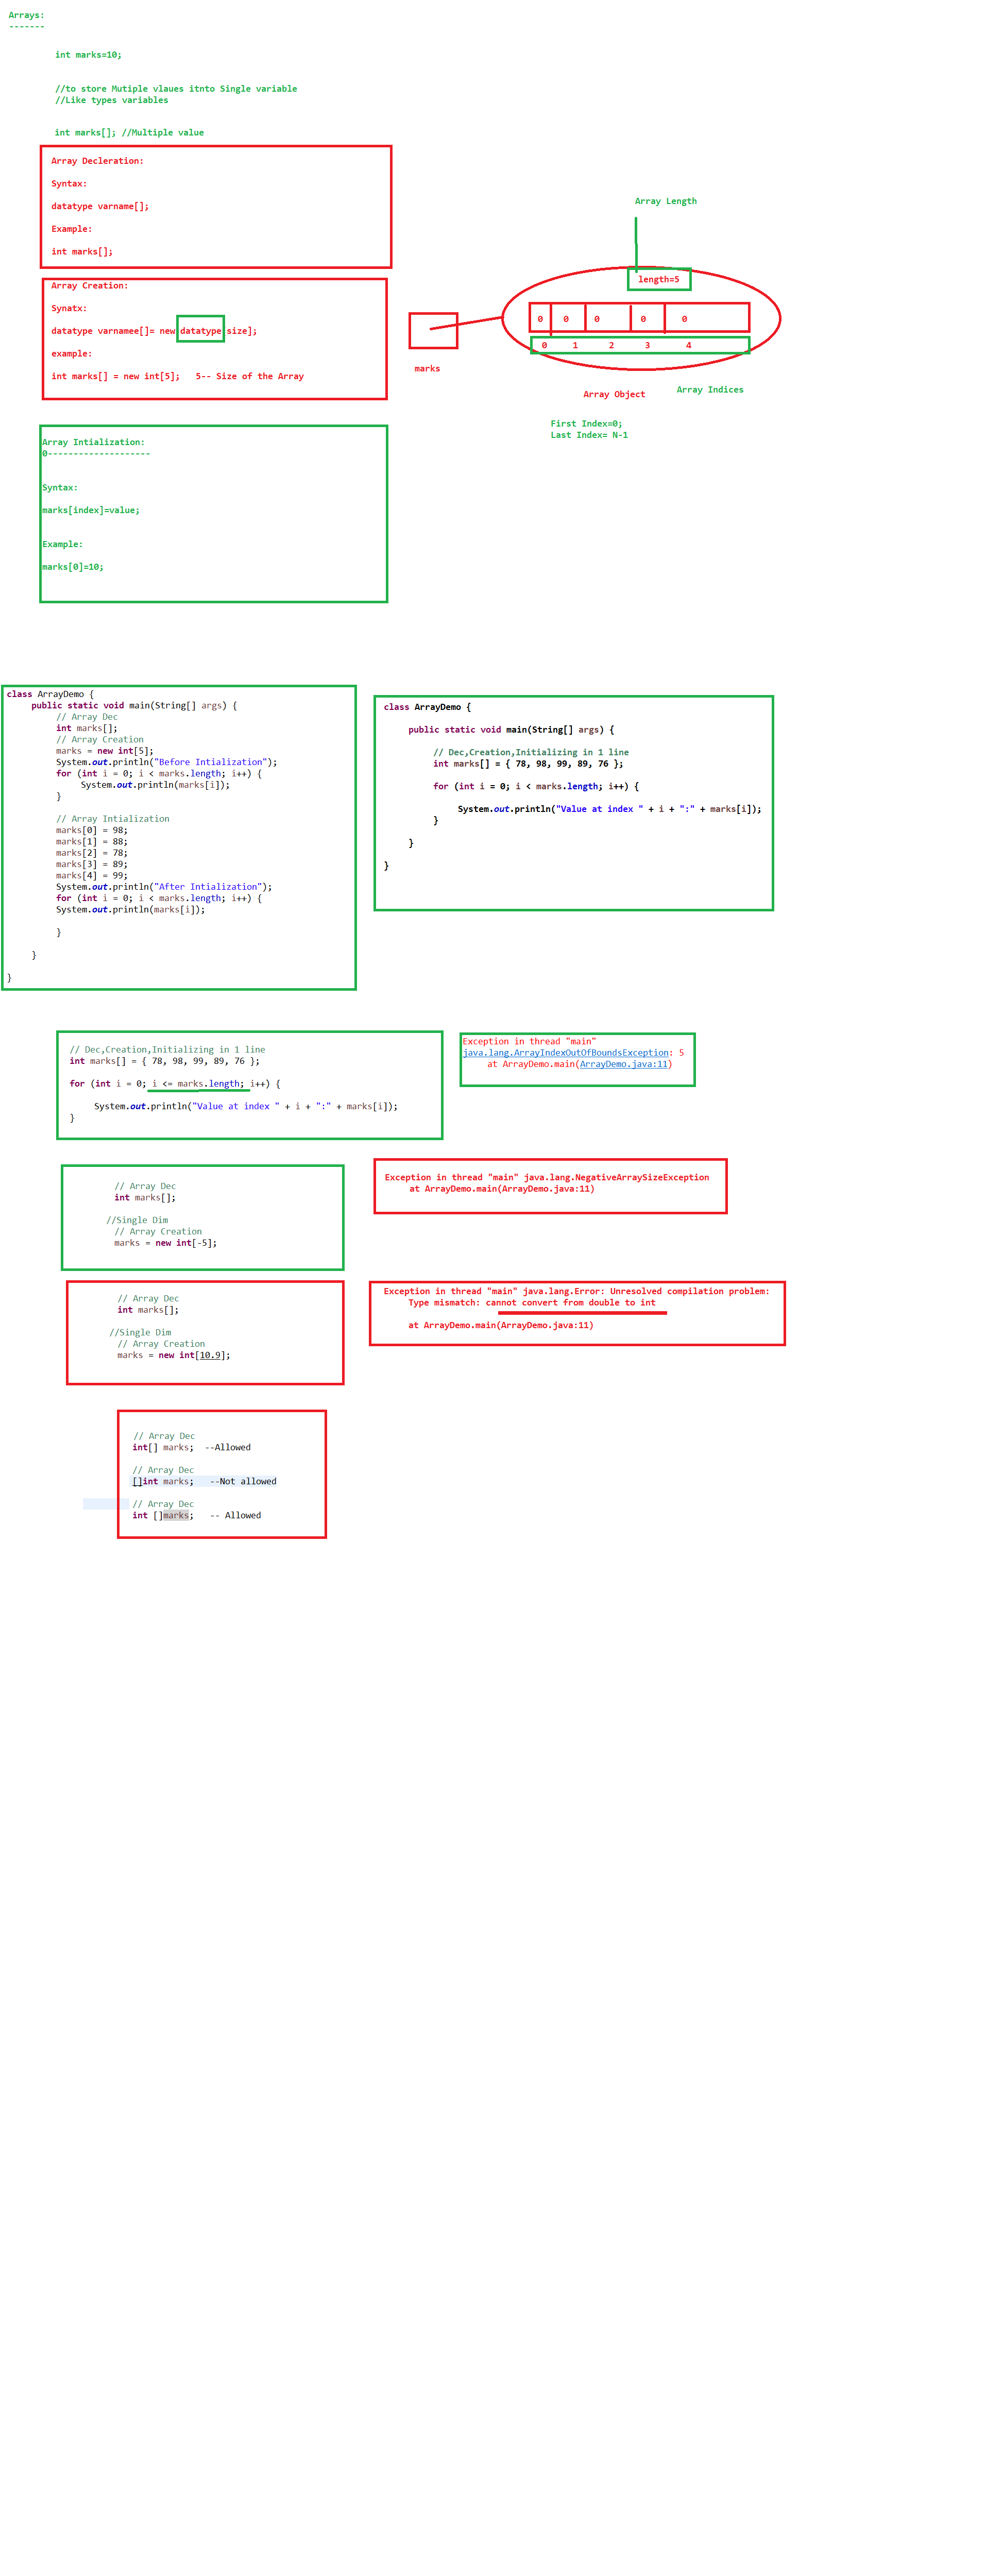 Arrays:
-------
int marks=10;
//to store Mutiple vlaues itnto Single variable
//Like types variables
int marks[]; //Multiple value
Array Decleration:
Syntax:
datatype varname[];
Example:
int marks[];
Array Creation:
Synatx:
datatype varnamee[]= new datatype size];
example:
int marks[] = new int[5];   5-- Size of the Array
Array Length
length=5
0 0 0 0 0
0 1 2 3 4
marks
Array Object
Array Indices
First Index=0;
Last Index= N-1
Array Intialization:
0--------------------
Syntax:
marks[index]=value;
Example:
marks[0]=10;
class ArrayDemo {
public static void main(String[] args) {
// Array Dec
int marks[];
// Array Creation
marks = new int[5];
System.out.println("Before Intialization");
for (int i = 0; i < marks.length; i++) {
System.out.println(marks[i]);
}
// Array Intialization
marks[0] = 98;
marks[1] = 88;
marks[2] = 78;
marks[3] = 89;
marks[4] = 99;
System.out.println("After Intialization");
for (int i = 0; i < marks.length; i++) {
System.out.println(marks[i]);
}
}
}
class ArrayDemo {
public static void main(String[] args) {
// Dec,Creation,Initializing in 1 line
int marks[] = { 78, 98, 99, 89, 76 };
for (int i = 0; i < marks.length; i++) {
System.out.println("Value at index " + i + ":" + marks[i]);
}
}
}
// Dec,Creation,Initializing in 1 line
int marks[] = { 78, 98, 99, 89, 76 };
for (int i = 0; i <= marks.length; i++) {
System.out.println("Value at index " + i + ":" + marks[i]);
}
Exception in thread "main"
java.lang.ArrayIndexOutOfBoundsException: 5
at ArrayDemo.main(ArrayDemo.java:11)
// Array Dec
int marks[];
//Single Dim
// Array Creation
marks = new int[-5];
Exception in thread "main" java.lang.NegativeArraySizeException
at ArrayDemo.main(ArrayDemo.java:11)
// Array Dec
int marks[];
//Single Dim
// Array Creation
marks = new int[10.9];
Exception in thread "main" java.lang.Error: Unresolved compilation problem:
Type mismatch: cannot convert from double to int
at ArrayDemo.main(ArrayDemo.java:11)
// Array Dec
int[] marks;  --Allowed
// Array Dec
[]int marks;   --Not allowed
// Array Dec
int []marks;   -- Allowed